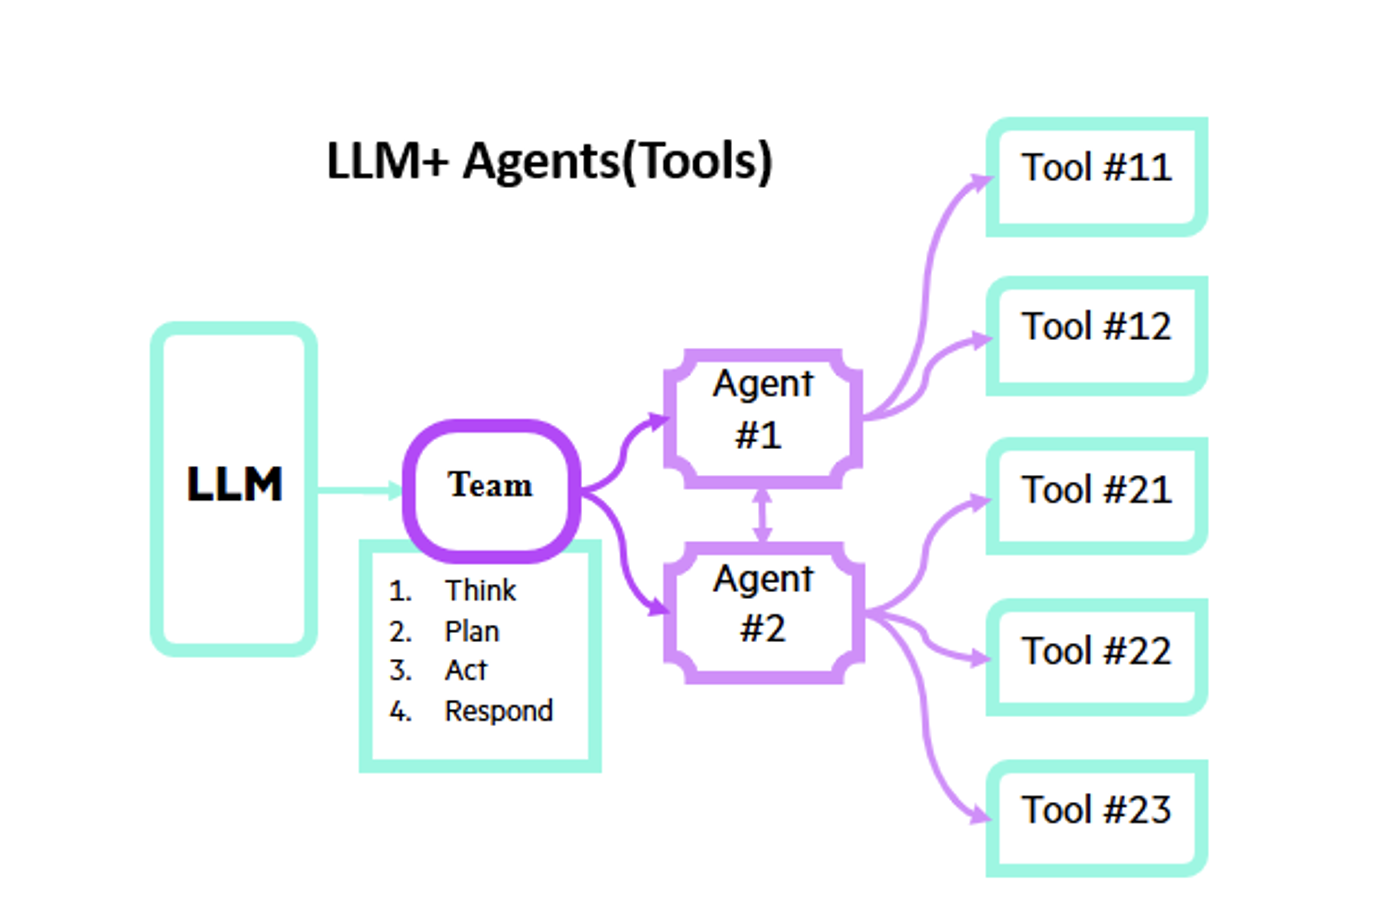 LLM+ Agents(Tools)
LLM
Team
1. Think
2. Plan
3. Act
4. Respond
Agent
#1
Agent
#2
Tool #11
Tool #12
Tool #21
Tool #22
Tool #23